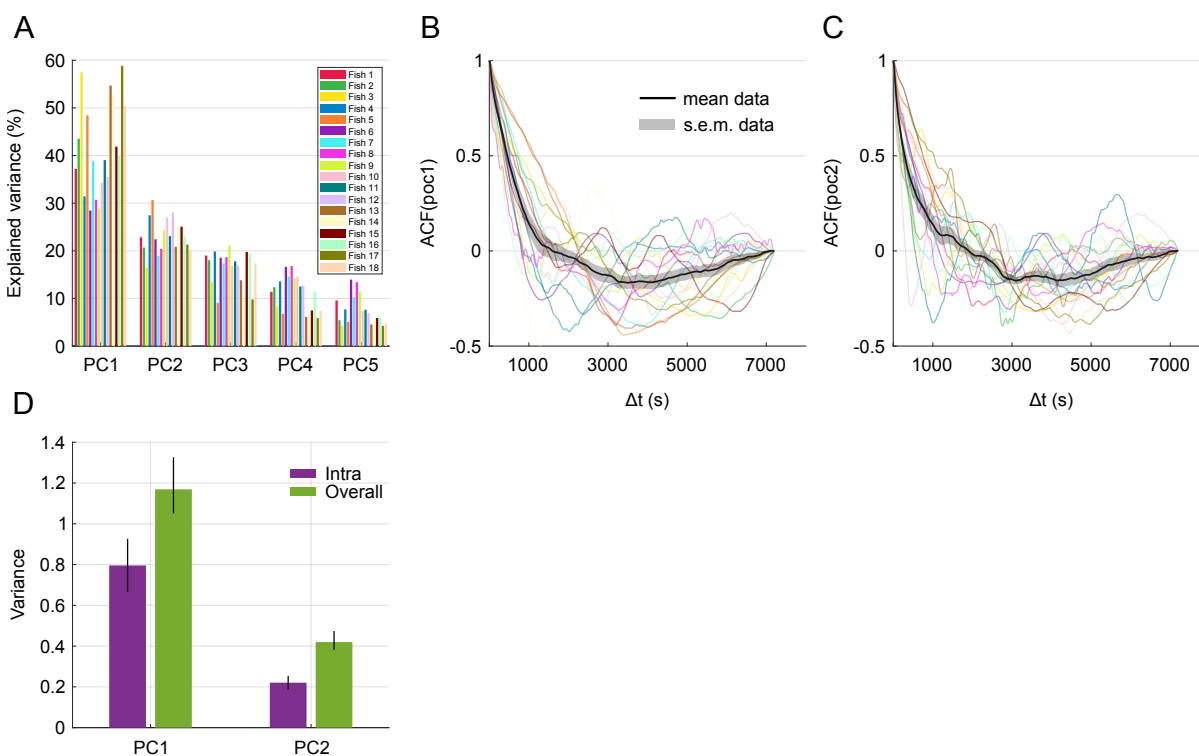 A
Explained variance (%)
60
50
40
30
20
10
0
PC1
PC2
PC3
PC4
PC5
Fish 1
Fish 2
Fish 3
Fish 4
Fish 5
Fish 6
Fish 7
Fish 8
Fish 9
Fish 10
Fish 11
Fish 12
Fish 13
Fish 14
Fish 15
Fish 16
Fish 17
Fish 18
B
ACF(poc1)
1
0.5
0
-0.5
1000
3000
5000
7000
Δt (s)
mean data
s.e.m. data
C
ACF(poc2)
1
0.5
0
-0.5
1000
3000
5000
7000
Δt (s)
D
Variance
1.4
1.2
1
0.8
0.6
0.4
0.2
0
PC1
PC2
Intra
Overall